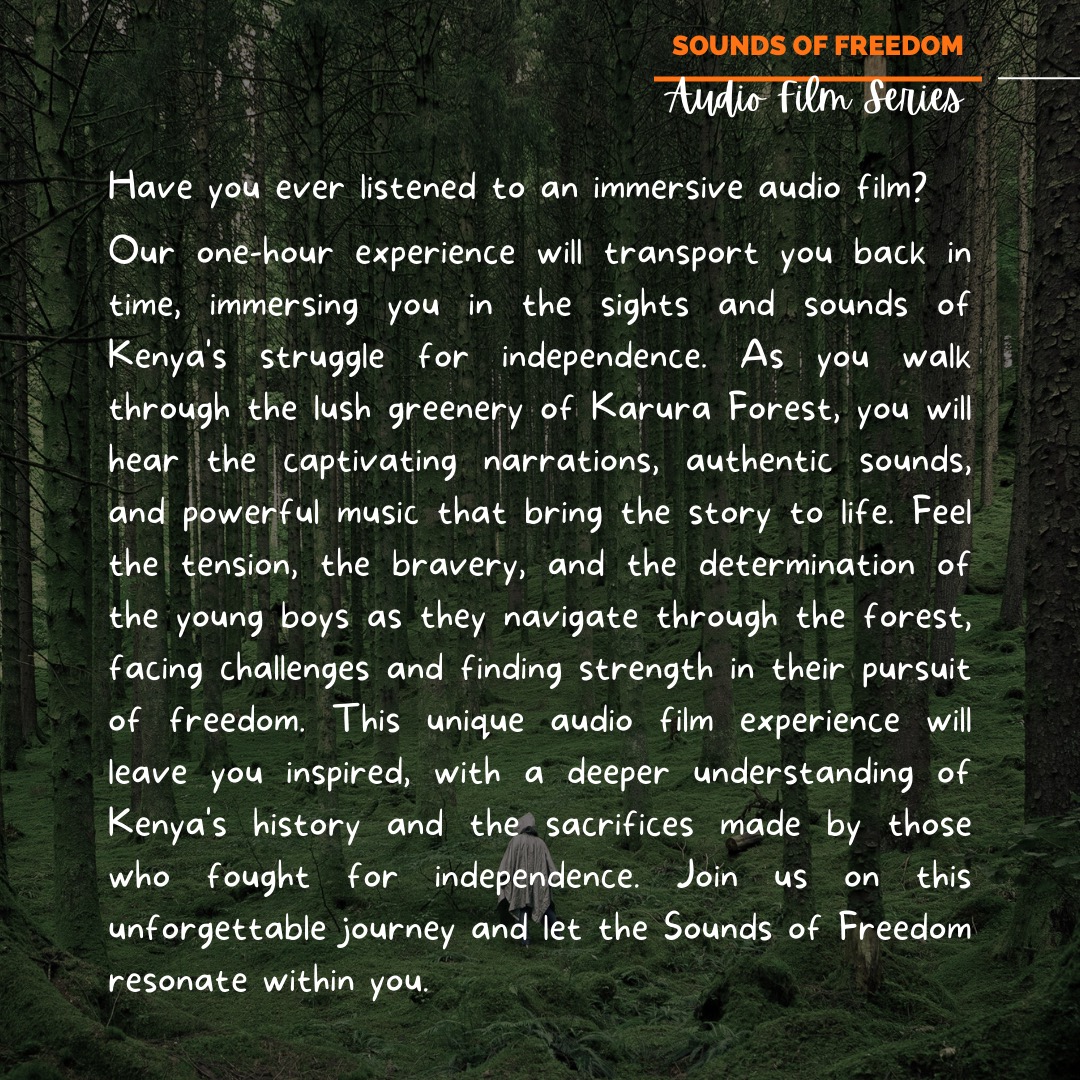 SOUNDS OF FREEDOM
Audio Film Series
Have you ever listened to an immersive audio film?
Our one-hour experience will transport you back in
time, immersing you in the sights and sounds of
Kenya's struggle for independence. As you walk
through the lush greenery of Karura Forest, you will
hear the captivating narrations, authentic sounds,
and powerful music that bring the story to life. Feel
the tension, the bravery, and the determination of
the young boys as they navigate through the forest,
facing challenges and finding strength in their pursuit
of freedom. This unique audio film experience will
leave you inspired, with a deeper understanding of
Kenya's history and the sacrifices made by those
who fought for independence. Join us on this
unforgettable journey and let the Sounds of Freedom
resonate within you.